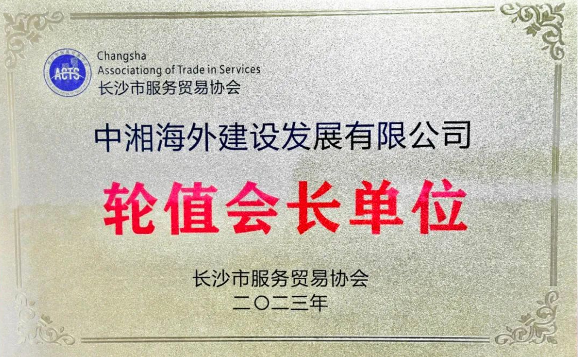 ACTS
Changsha
Associationg of Trade in Services
长沙市服务贸易协会
中湘海外建设发展有限公司
轮值会长单位
长沙市服务贸易协会
二〇二三年